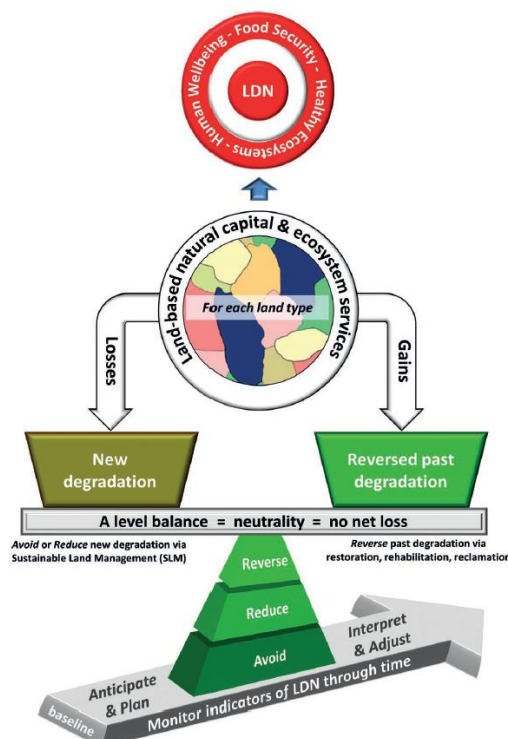 Human Wellbeing - Food Security - Healthy Ecosystems -
LDN
Land-based natural capital & ecosystem services
For each land type
Losses
Gains
New
degradation
Reversed past
degradation
A level balance = neutrality = no net loss
Avoid or Reduce new degradation via
Sustainable Land Management (SLM)
Reverse past degradation via
restoration, rehabilitation, reclamation
Reverse
Reduce
Avoid
Anticipate
& Plan
Interpret
& Adjust
baseline
Monitor indicators of LDN through time